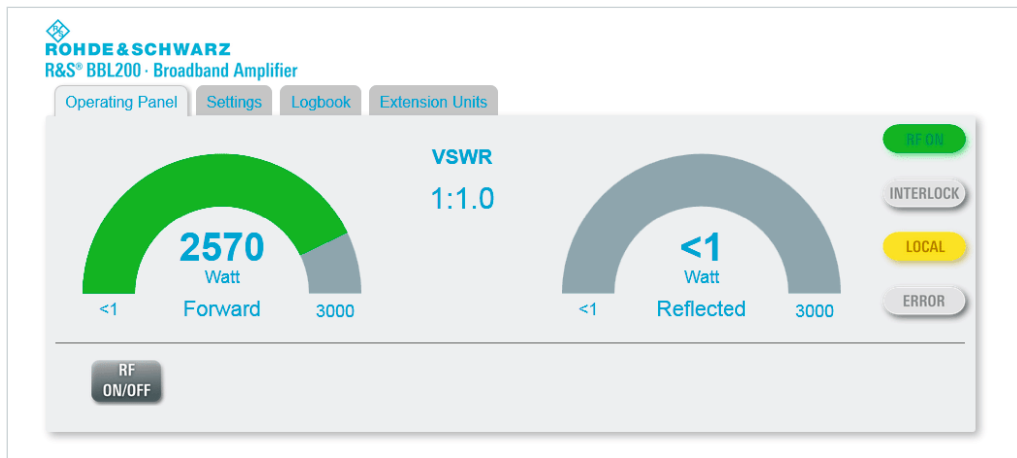 R&S
ROHDE & SCHWARZ
R&S® BBL200 · Broadband Amplifier
Operating Panel Settings Logbook Extension Units
RF ON
VSWR
1:1.0
INTERLOCK
2570
Watt
Forward
<1
3000
<1
Watt
Reflected
<1
3000
LOCAL
ERROR
RF
ON/OFF